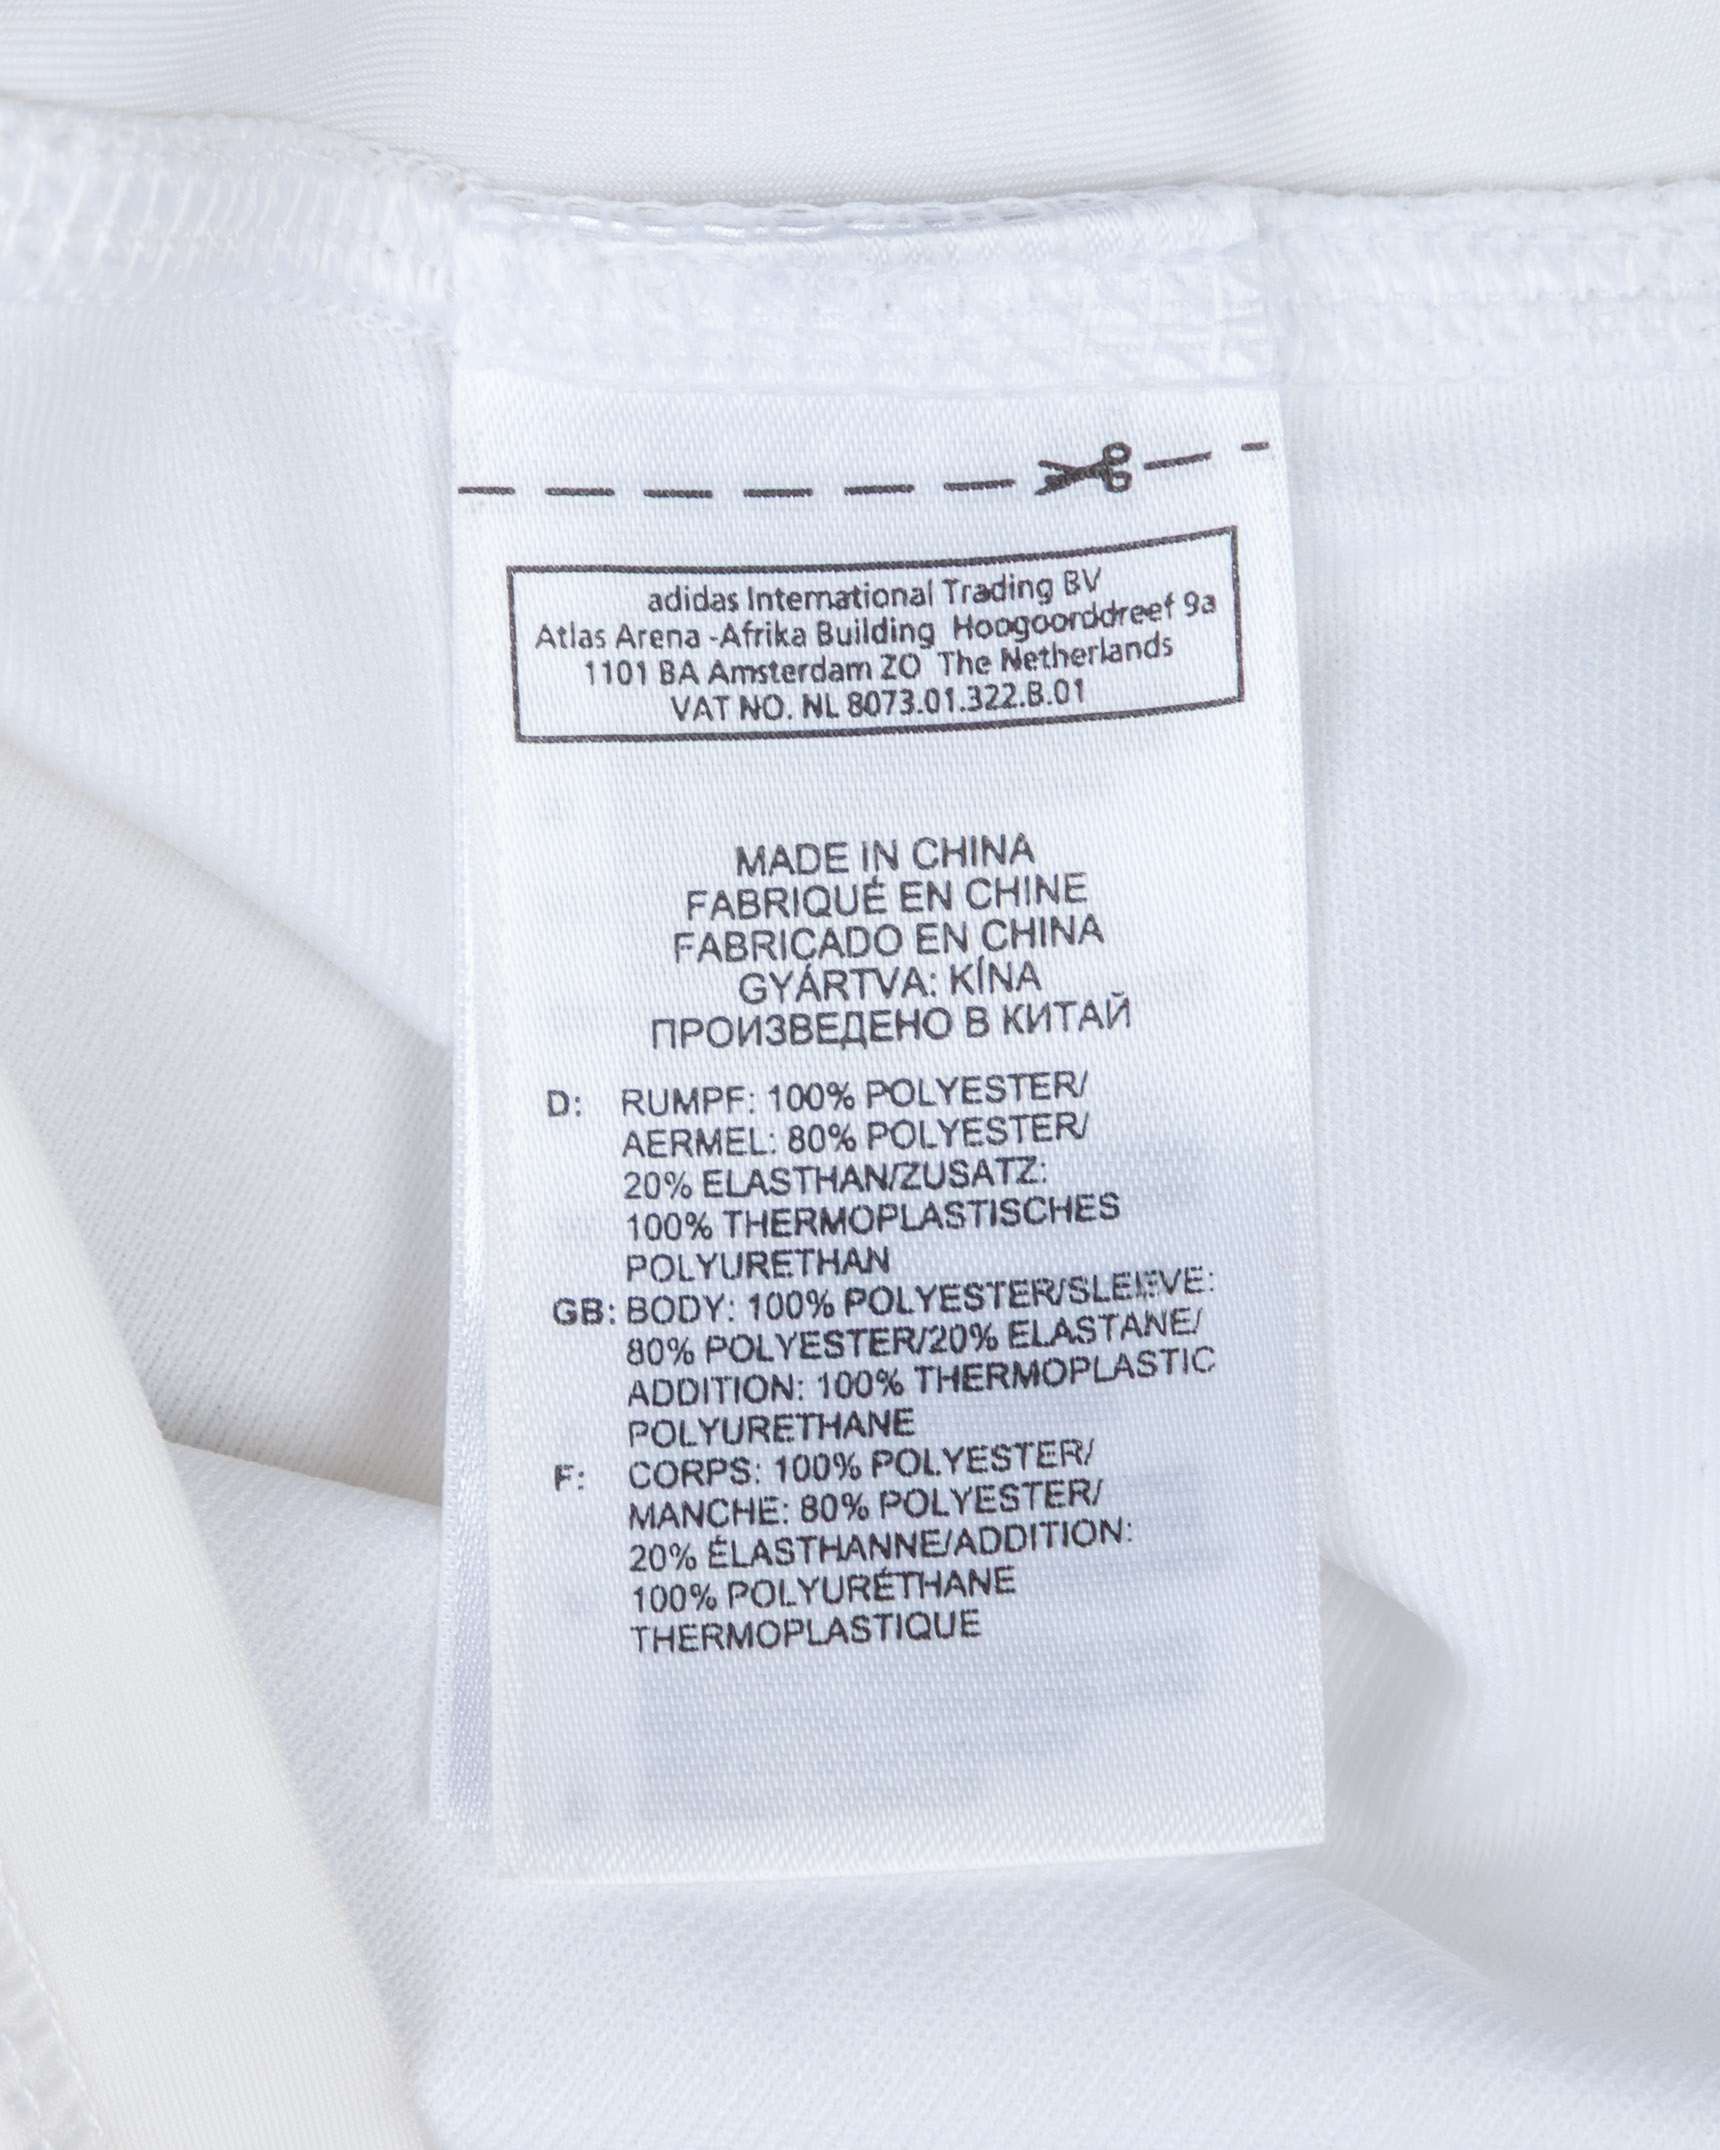 adidas International Trading BV
Atlas Arena -Afrika Building Hoogoorddreef 9a
1101 BA Amsterdam ZO The Netherlands
VAT NO. NL 8073.01.322.B.01
MADE IN CHINA
FABRIQUÉ EN CHINE
FABRICADO EN CHINA
GYÁRTVA: KÍNA
ПРОИЗВЕДЕНО В КИТАЙ
D: RUMPF: 100% POLYESTER/
AERMEL: 80% POLYESTER/
20% ELASTHAN/ZUSATZ:
100% THERMOPLASTISCHES
POLYURETHAN
GB: BODY: 100% POLYESTER/SLEEVE:
80% POLYESTER/20% ELASTANE/
ADDITION: 100% THERMOPLASTIC
POLYURETHANE
F: CORPS: 100% POLYESTER/
MANCHE: 80% POLYESTER/
20% ÉLASTHANNE/ADDITION:
100% POLYURÉTHANE
THERMOPLASTIQUE